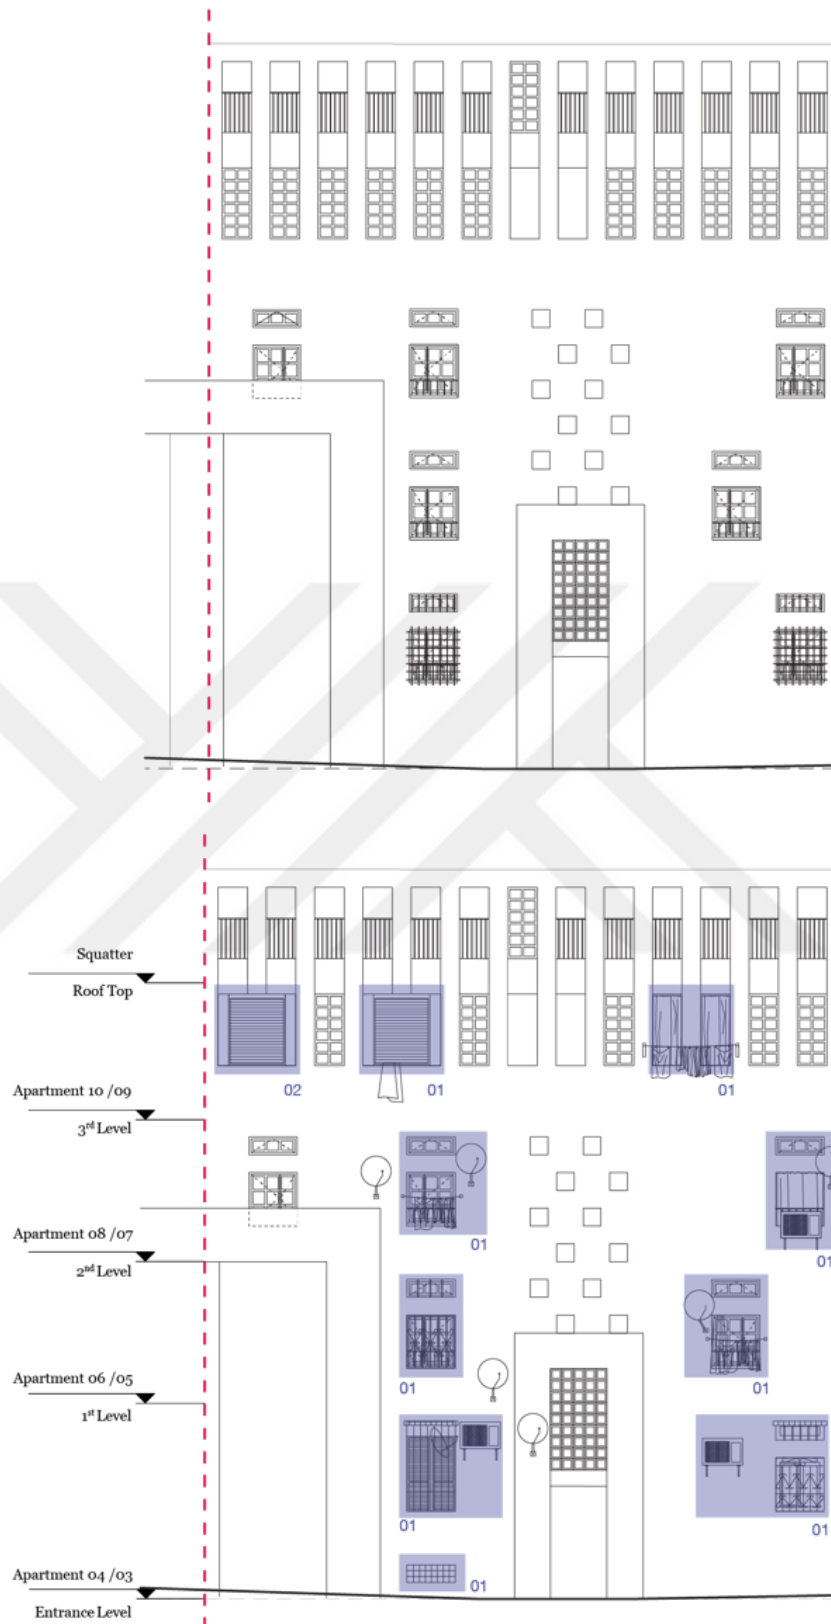 Squatter
Roof Top
02
01
01
Apartment 10 /09
3rd Level
Apartment 08 /07
01
01
2nd Level
Apartment 06 /05
01
01
1st Level
01
01
Apartment 04 /03
01
Entrance Level